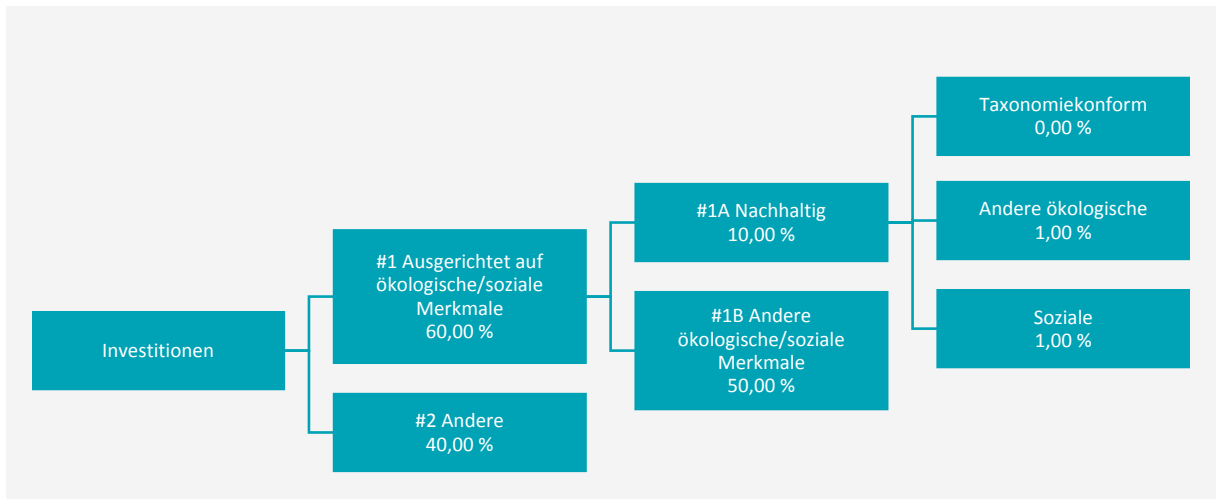 Investitionen
#1 Ausgerichtet auf
ökologische/soziale
Merkmale
60,00 %
#2 Andere
40,00 %
#1A Nachhaltig
10,00 %
#1B Andere
ökologische/soziale
Merkmale
50,00 %
Taxonomiekonform
0,00 %
Andere ökologische
1,00 %
Soziale
1,00 %